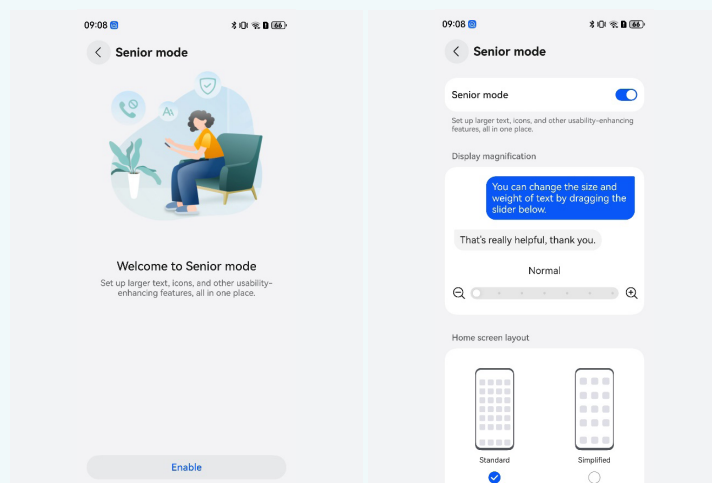 09:08
66
Senior mode
Welcome to Senior mode
Set up larger text, icons, and other usability-
enhancing features, all in one place.
Enable
09:08
66
Senior mode
Senior mode
Set up larger text, icons, and other usability-enhancing
features, all in one place.
Display magnification
You can change the size and
weight of text by dragging the
slider below.
That's really helpful, thank you.
Normal
Home screen layout
Standard
Simplified